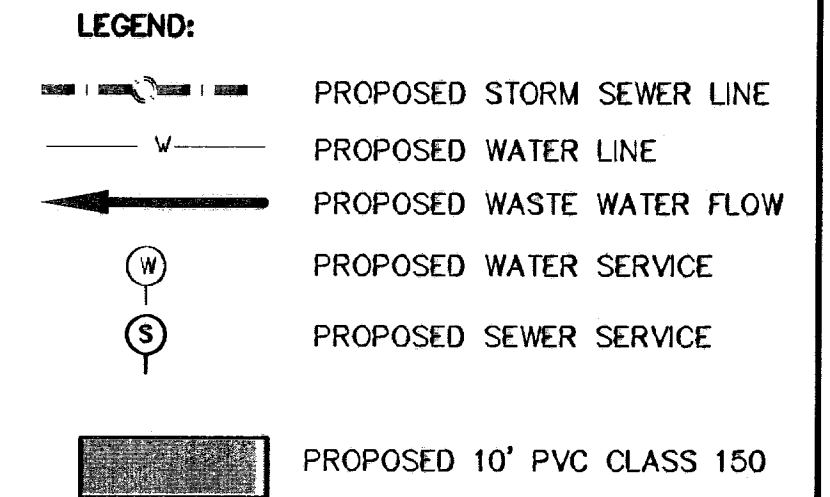 LEGEND:
PROPOSED STORM SEWER LINE
W PROPOSED WATER LINE
PROPOSED WASTE WATER FLOW
W PROPOSED WATER SERVICE
S PROPOSED SEWER SERVICE
PROPOSED 10' PVC CLASS 150